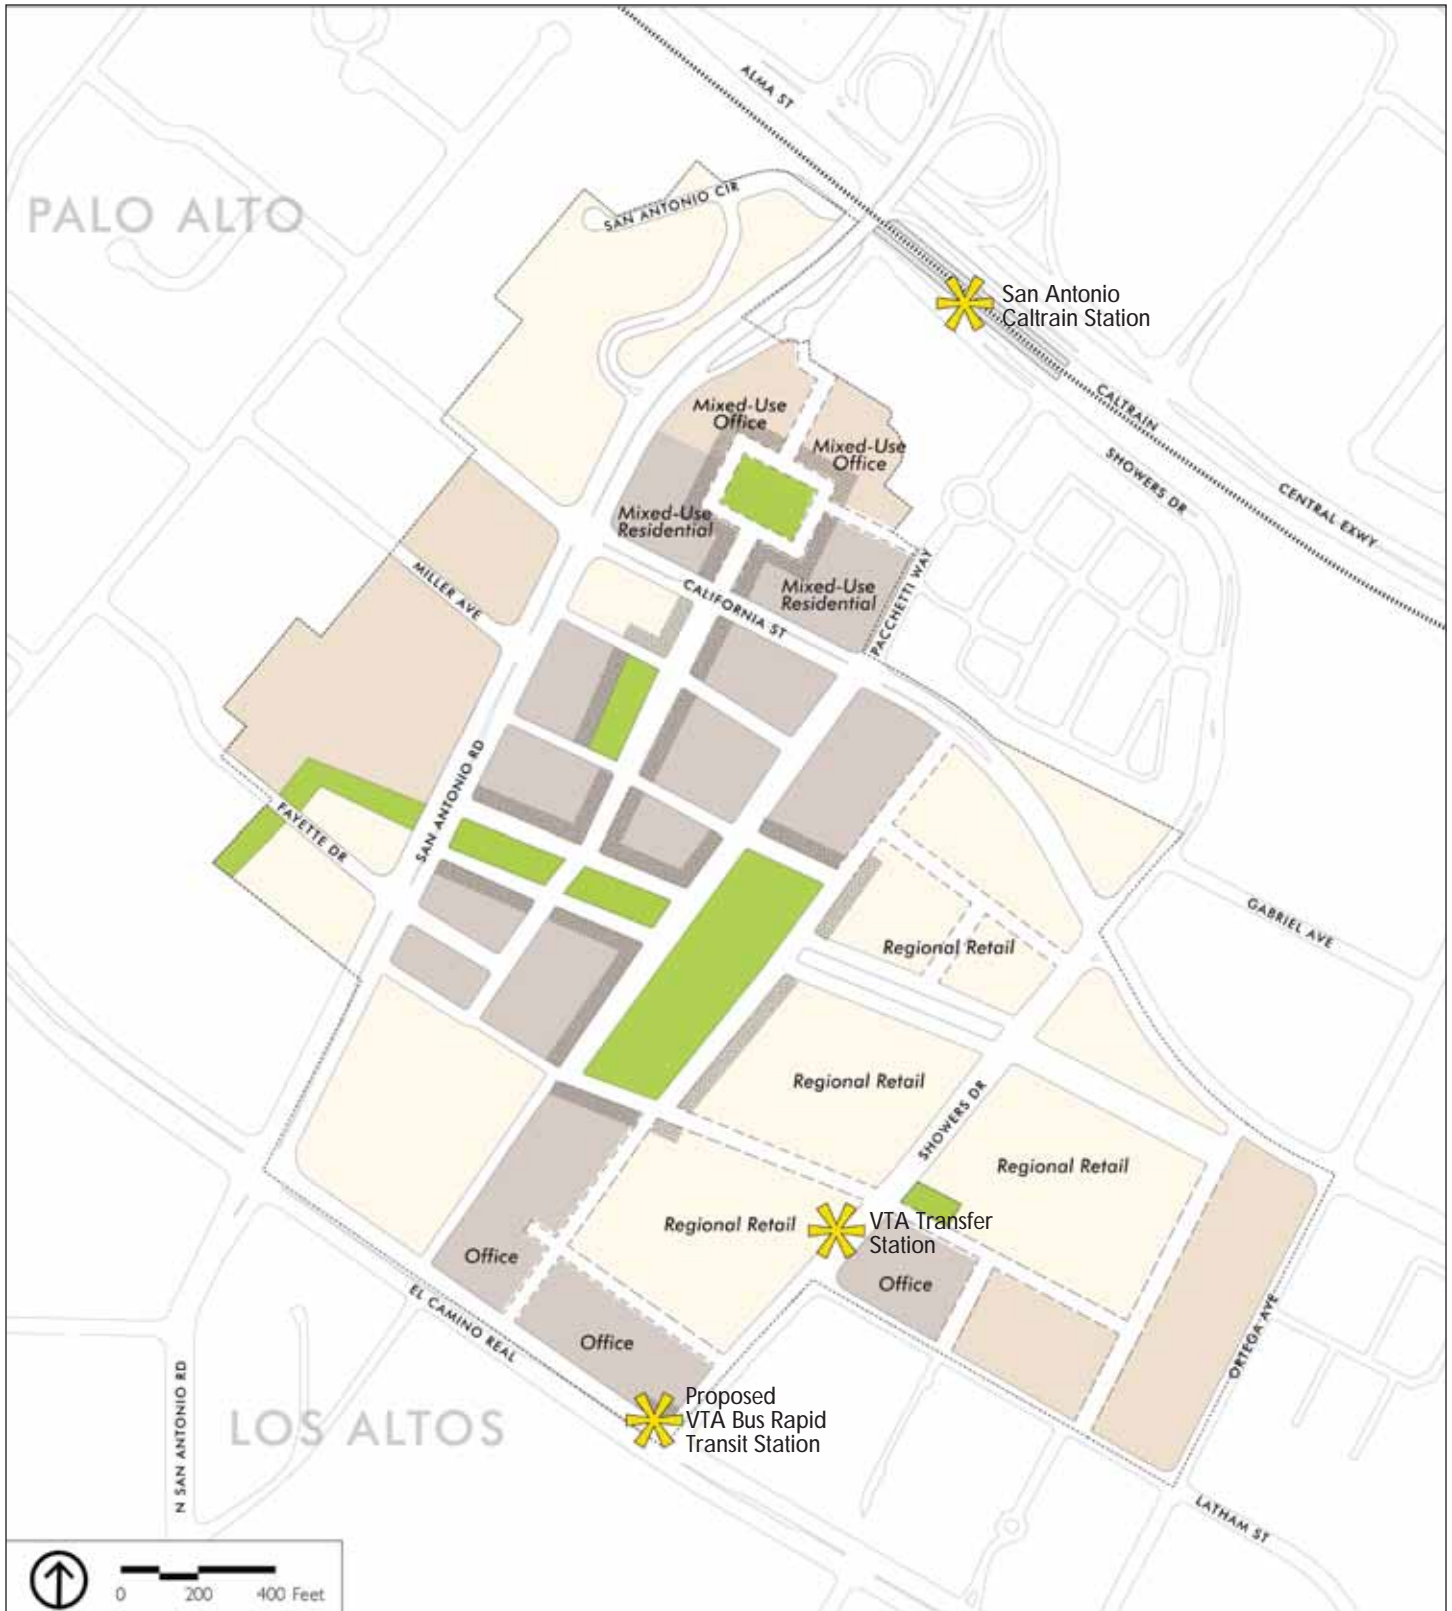 ALMA ST
PALO ALTO
SAN ANTONIO CIR
San Antonio
Caltrain Station
CALTRAIN
CENTRAL EXWY
SHOWERS DR
Mixed-Use
Office
Mixed-Use
Office
Mixed-Use
Residential
Mixed-Use
Residential
MILLER AVE
CALIFORNIA ST
PACCHETTI WAY
SAN ANTONIO RD
FAYETTE DR
GABRIEL AVE
Regional Retail
Regional Retail
SHOWERS DR
Regional Retail
Regional Retail
VTA Transfer
Station
Office
Office
Office
EL CAMINO REAL
ORTEGA AVE
Proposed
VTA Bus Rapid
Transit Station
LOS ALTOS
N SAN ANTONIO RD
LATHAM ST
0 200 400 Feet